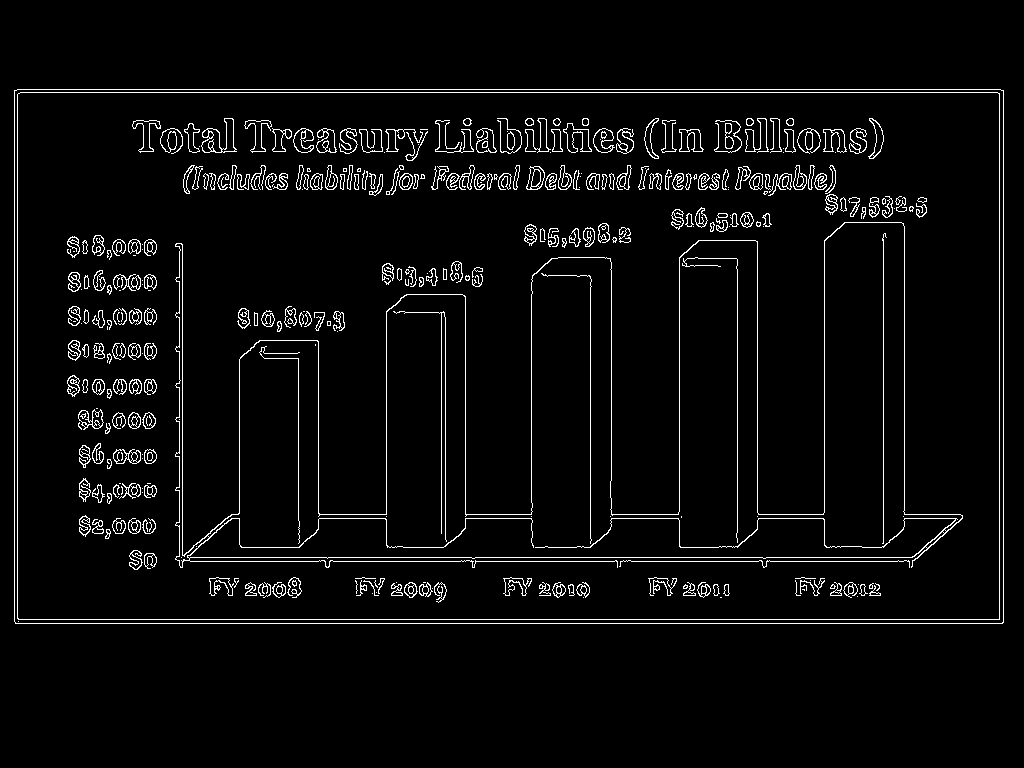 Total Treasury Liabilities (In Billions)
(Includes liability for Federal Debt and Interest Payable)
$18,000
$16,000
$14,000
$12,000
$10,000
$8,000
$6,000
$4,000
$2,000
$0
$10,807.3
$13,418.5
$15,498.2
$16,510.1
$17,532.5
FY 2008
FY 2009
FY 2010
FY 2011
FY 2012